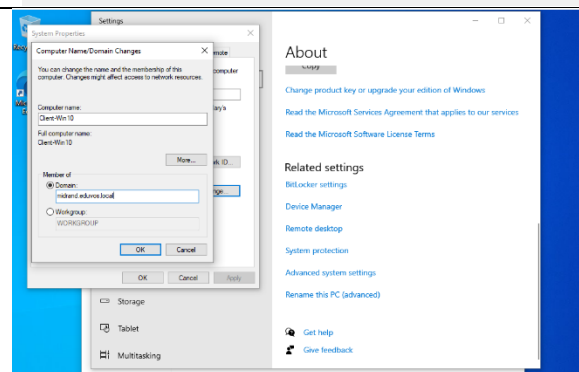 Settings
System Properties
Computer Name/Domain Changes
You can change the name and the membership of this
computer. Changes might affect access to network resources.
Computer name:
Client-Win10
Full computer name:
Client-Win10
More...
Member of
Domain:
midrand.eduvos.local
Workgroup:
WORKGROUP
OK
Cancel
OK
Cancel
Apply
Storage
Tablet
Multitasking
About
Copy
Change product key or upgrade your edition of Windows
Read the Microsoft Services Agreement that applies to our services
Read the Microsoft Software License Terms
Related settings
BitLocker settings
Device Manager
Remote desktop
System protection
Advanced system settings
Rename this PC (advanced)
Get help
Give feedback